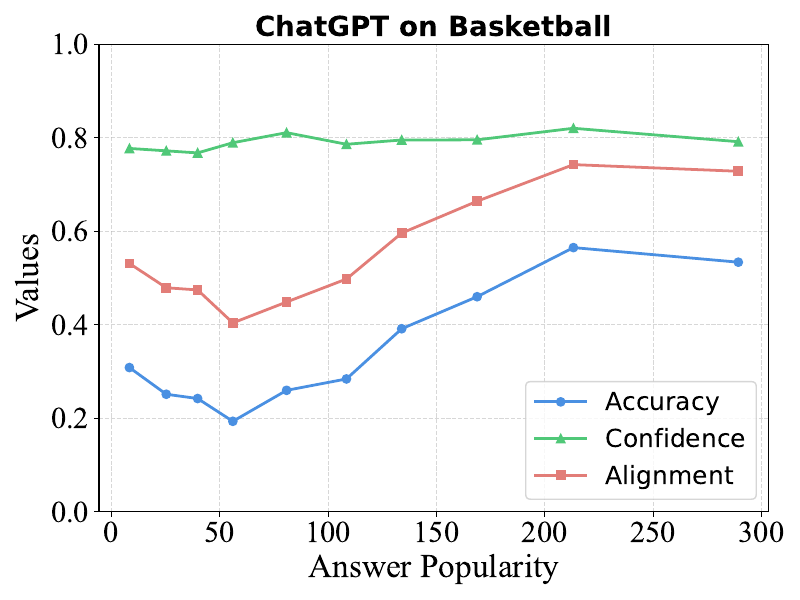 ChatGPT on Basketball
1.0
0.8
0.6
0.4
0.2
0.0
Values
0
50
100
150
200
250
300
Answer Popularity
Accuracy
Confidence
Alignment